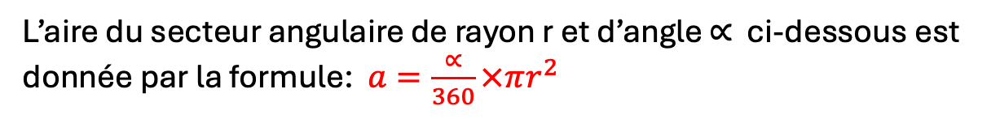 L’aire du secteur angulaire de rayon r et d’angle ∝ ci-dessous est
donnée par la formule: a = ∝/360 ×πr²